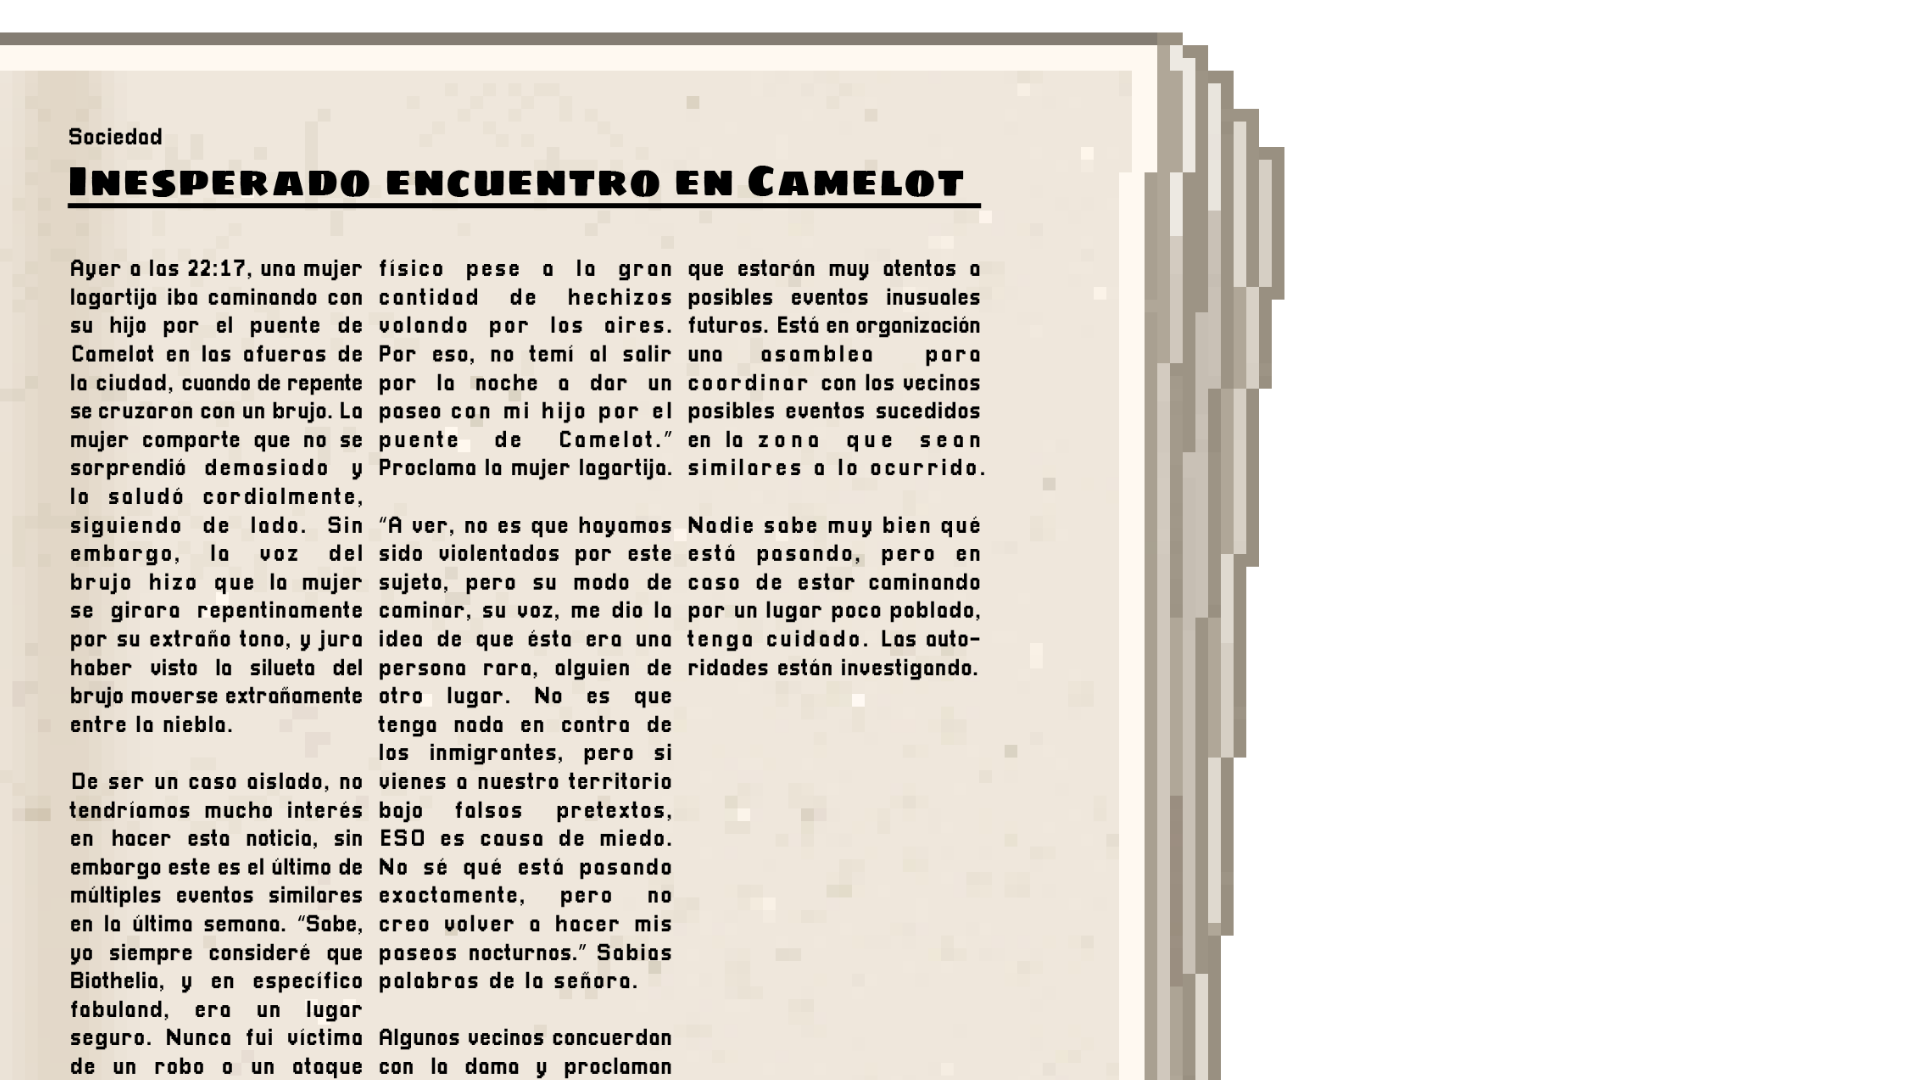 Sociedad
Inesperado encuentro en Camelot
Ayer a las 22:17, una mujer
lagartija iba caminando con
su hijo por el puente de
Camelot en las afueras de
la ciudad, cuando de repente
se cruzaron con un brujo. La
mujer comparte que no se
sorprendió demasiado y
lo saludó cordialmente,
siguiendo de lado. Sin
embargo, la voz del
brujo hizo que la mujer
se girara repentinamente
por su extraño tono, y jura
haber visto la silueta del
brujo moverse extrañamente
entre la niebla.
De ser un caso aislado, no
tendríamos mucho interés
en hacer esta noticia, sin
embargo este es el último de
múltiples eventos similares
en la última semana. "Sabe,
yo siempre consideré que
Biothelia, y en específico
fabuland, era un lugar
seguro. Nunca fui víctima
de un robo o un ataque
físico pese a la gran
cantidad de hechizos
volando por los aires.
Por eso, no temí al salir
por la noche a dar un
paseo con mi hijo por el
puente de Camelot."
Proclama la mujer lagartija.
"A ver, no es que hayamos
sido violentados por este
sujeto, pero su modo de
caminar, su voz, me dio la
idea de que ésta era una
persona rara, alguien de
otro lugar. No es que
tenga nada en contra de
los inmigrantes, pero si
vienes a nuestro territorio
bajo falsos pretextos,
ESO es causa de miedo.
No sé qué está pasando
exactamente, pero no
creo volver a hacer mis
paseos nocturnos." Sabias
palabras de la señora.
Algunos vecinos concuerdan
con la dama y proclaman
que estarán muy atentos a
posibles eventos inusuales
futuros. Está en organización
una asamblea para
coordinar con los vecinos
posibles eventos sucedidos
en la zona que sean
similares a lo ocurrido.
Nadie sabe muy bien qué
está pasando, pero en
caso de estar caminando
por un lugar poco poblado,
tenga cuidado. Las auto-
ridades están investigando.